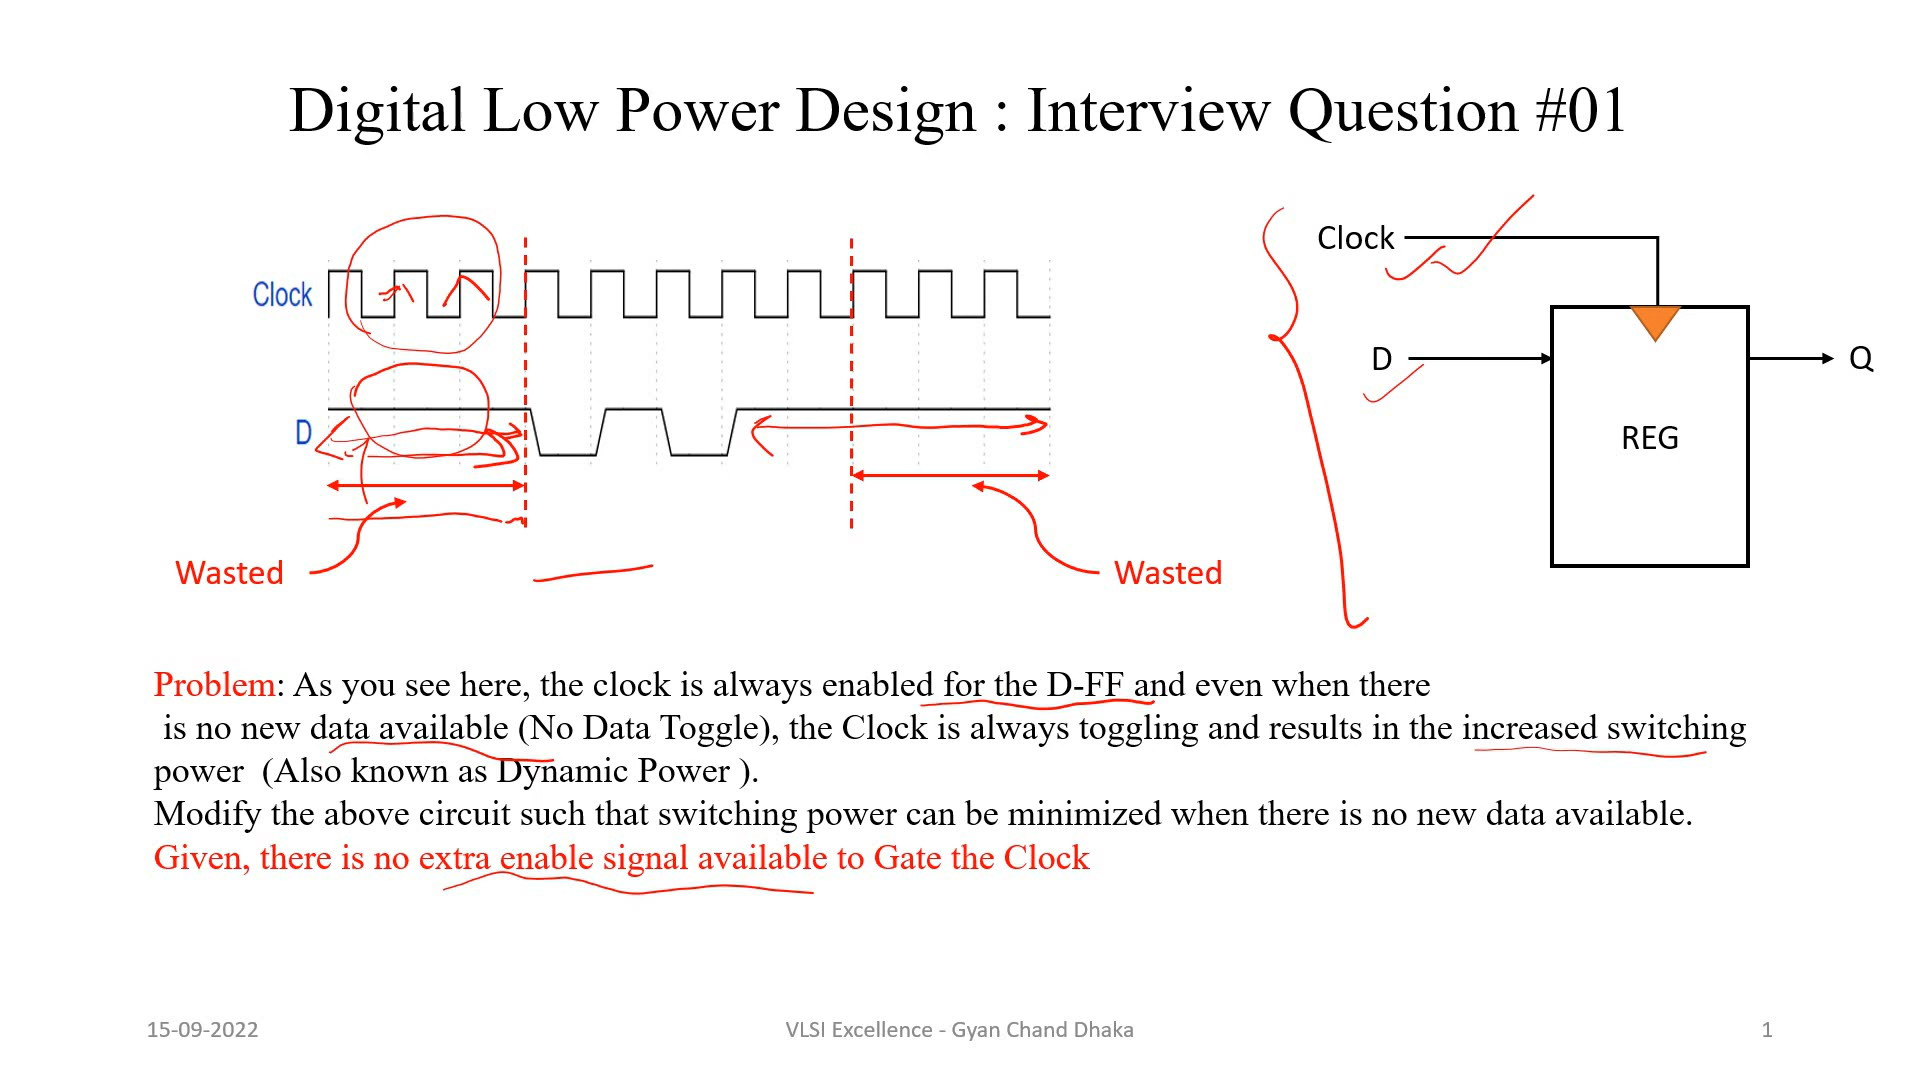 Digital Low Power Design : Interview Question #01
Clock
Clock
D
D
Q
REG
Wasted
Wasted
Problem: As you see here, the clock is always enabled for the D-FF and even when there
is no new data available (No Data Toggle), the Clock is always toggling and results in the increased switching
power (Also known as Dynamic Power ).
Modify the above circuit such that switching power can be minimized when there is no new data available.
Given, there is no extra enable signal available to Gate the Clock
15-09-2022
VLSI Excellence - Gyan Chand Dhaka
1